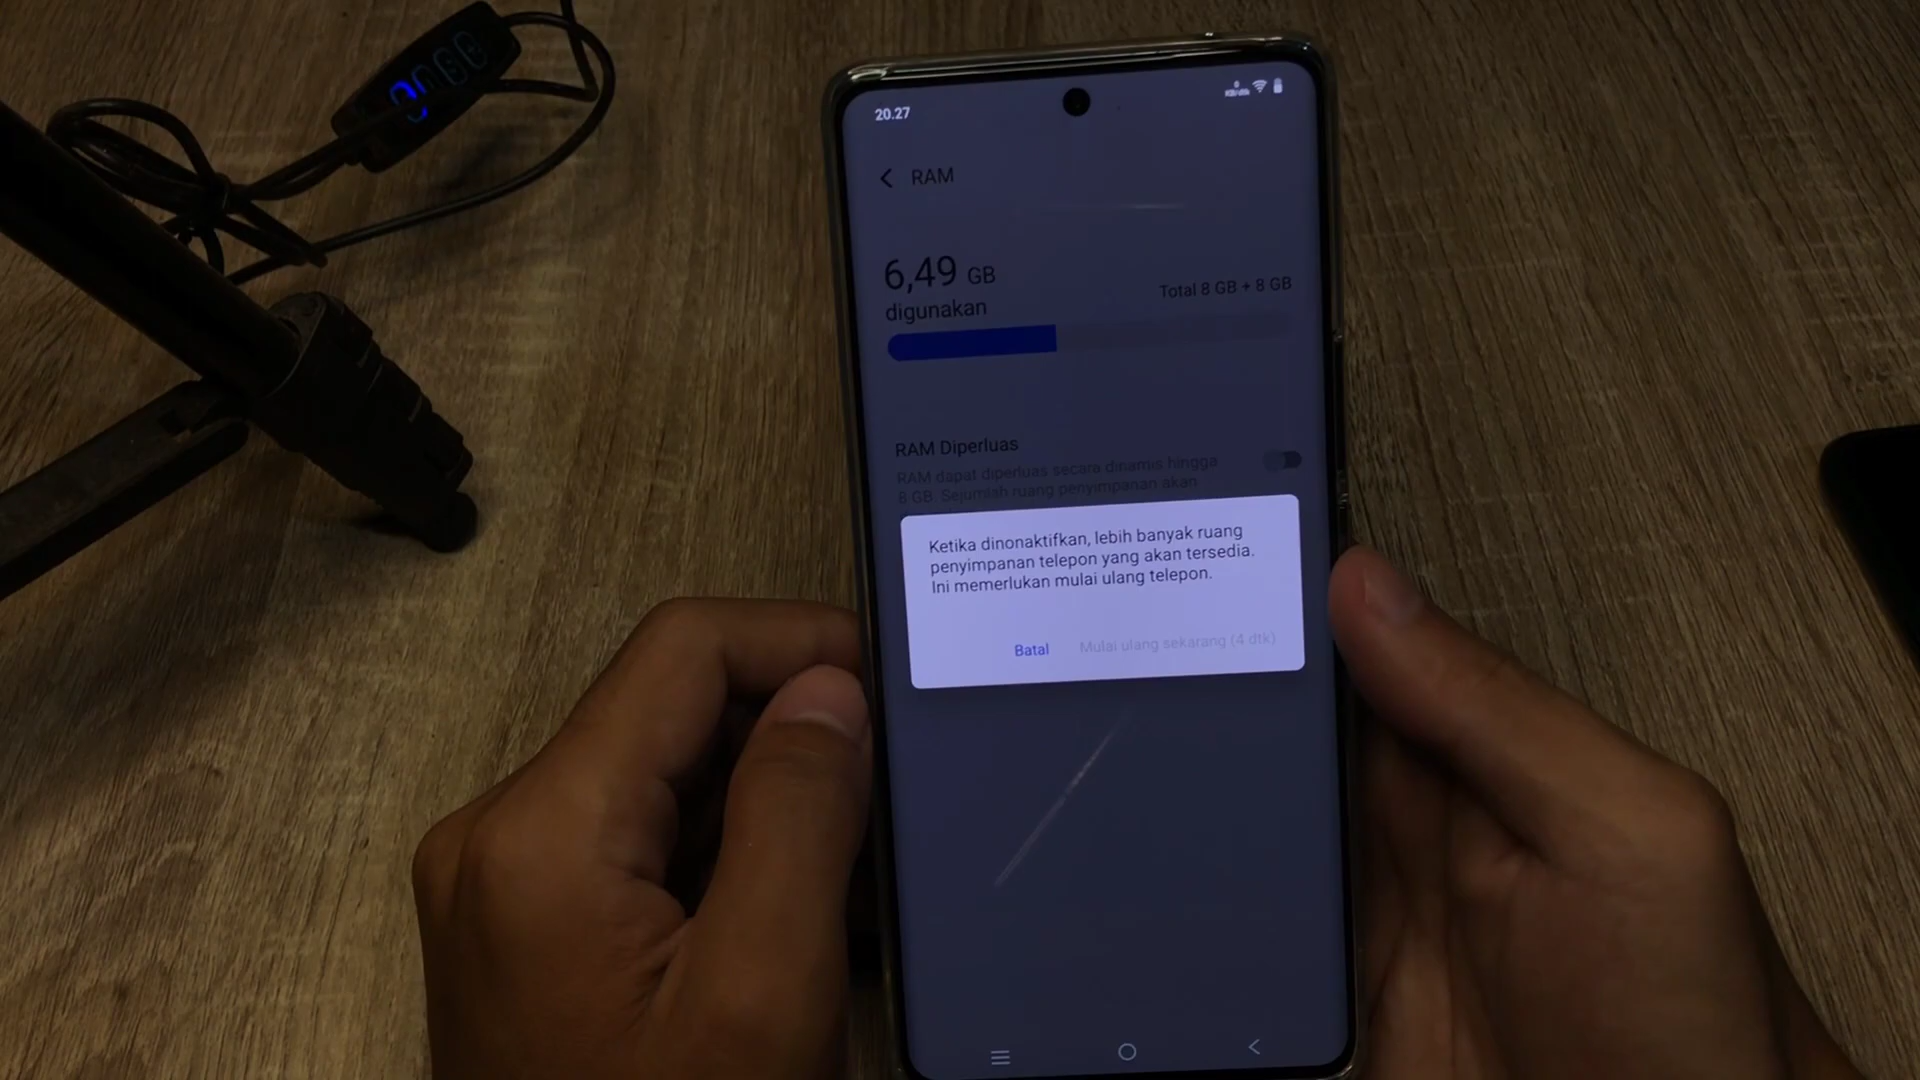 20.27
RAM
6,49 GB
digunakan
Total 8 GB + 8 GB
RAM Diperluas
RAM dapat diperluas secara dinamis hingga
8 GB. Sejumlah ruang penyimpanan akan
Ketika dinonaktifkan, lebih banyak ruang
penyimpanan telepon yang akan tersedia.
Ini memerlukan mulai ulang telepon.
Batal
Mulai ulang sekarang (4 dtk)